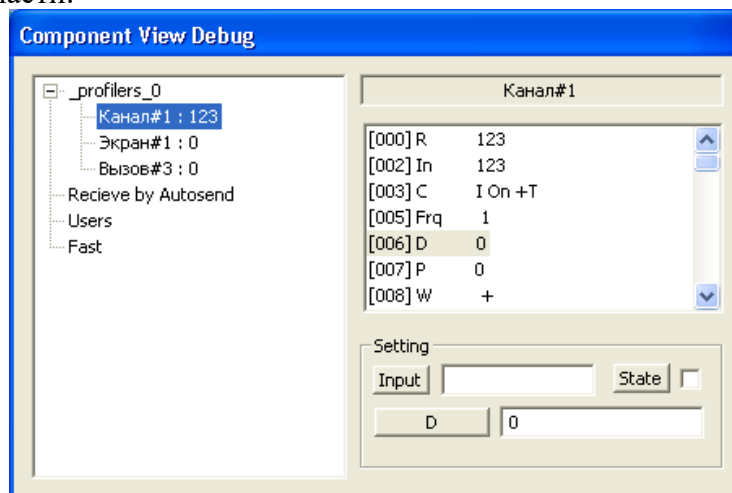 Component View Debug
_profilers_0
Канал#1 : 123
Экран#1 : 0
Вызов#3 : 0
Recieve by Autosend
Users
Fast
Канал#1
[000] R 123
[002] In 123
[003] C I On +T
[005] Frq 1
[006] D 0
[007] P 0
[008] W +
Setting
Input State
D 0